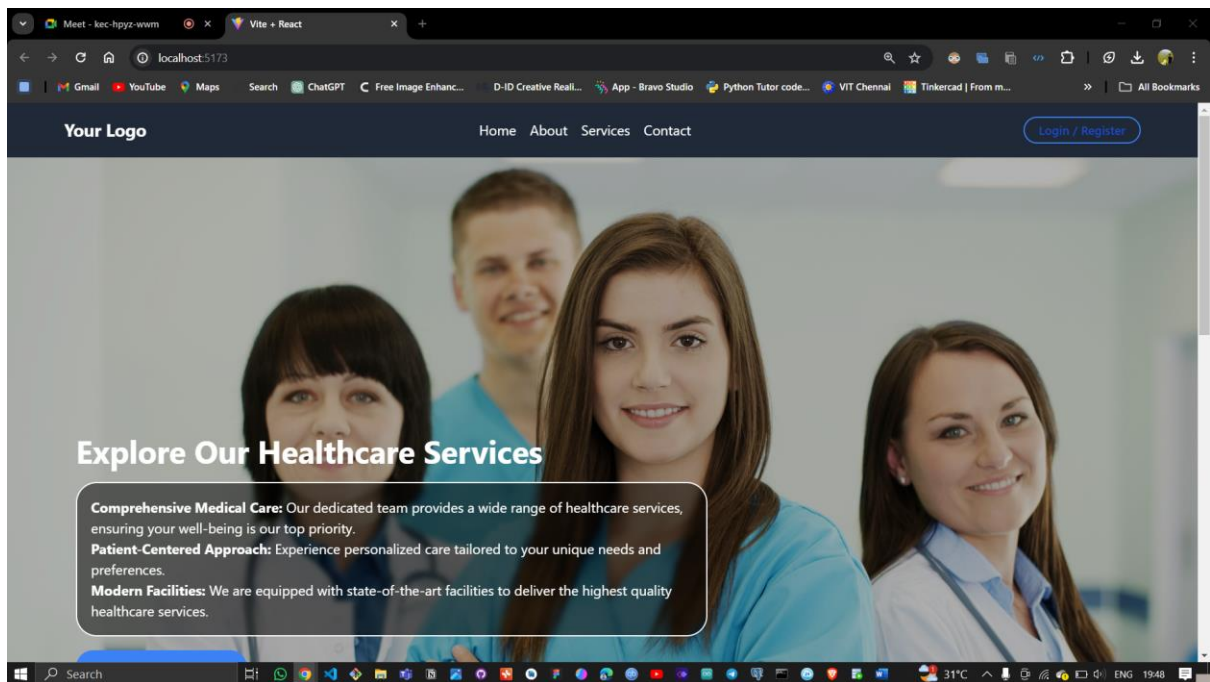 Meet - kec-hpyz-wwm
Vite + React
localhost:5173
Gmail YouTube Maps Search ChatGPT Free Image Enhanc... D-ID Creative Reali... App - Bravo Studio Python Tutor code... VIT Chennai Tinkercad | From m... » All Bookmarks
Your Logo Home About Services Contact Login / Register
Explore Our Healthcare Services
Comprehensive Medical Care: Our dedicated team provides a wide range of healthcare services,
ensuring your well-being is our top priority.
Patient-Centered Approach: Experience personalized care tailored to your unique needs and
preferences.
Modern Facilities: We are equipped with state-of-the-art facilities to deliver the highest quality
healthcare services.
Search 31°C ENG 19:48